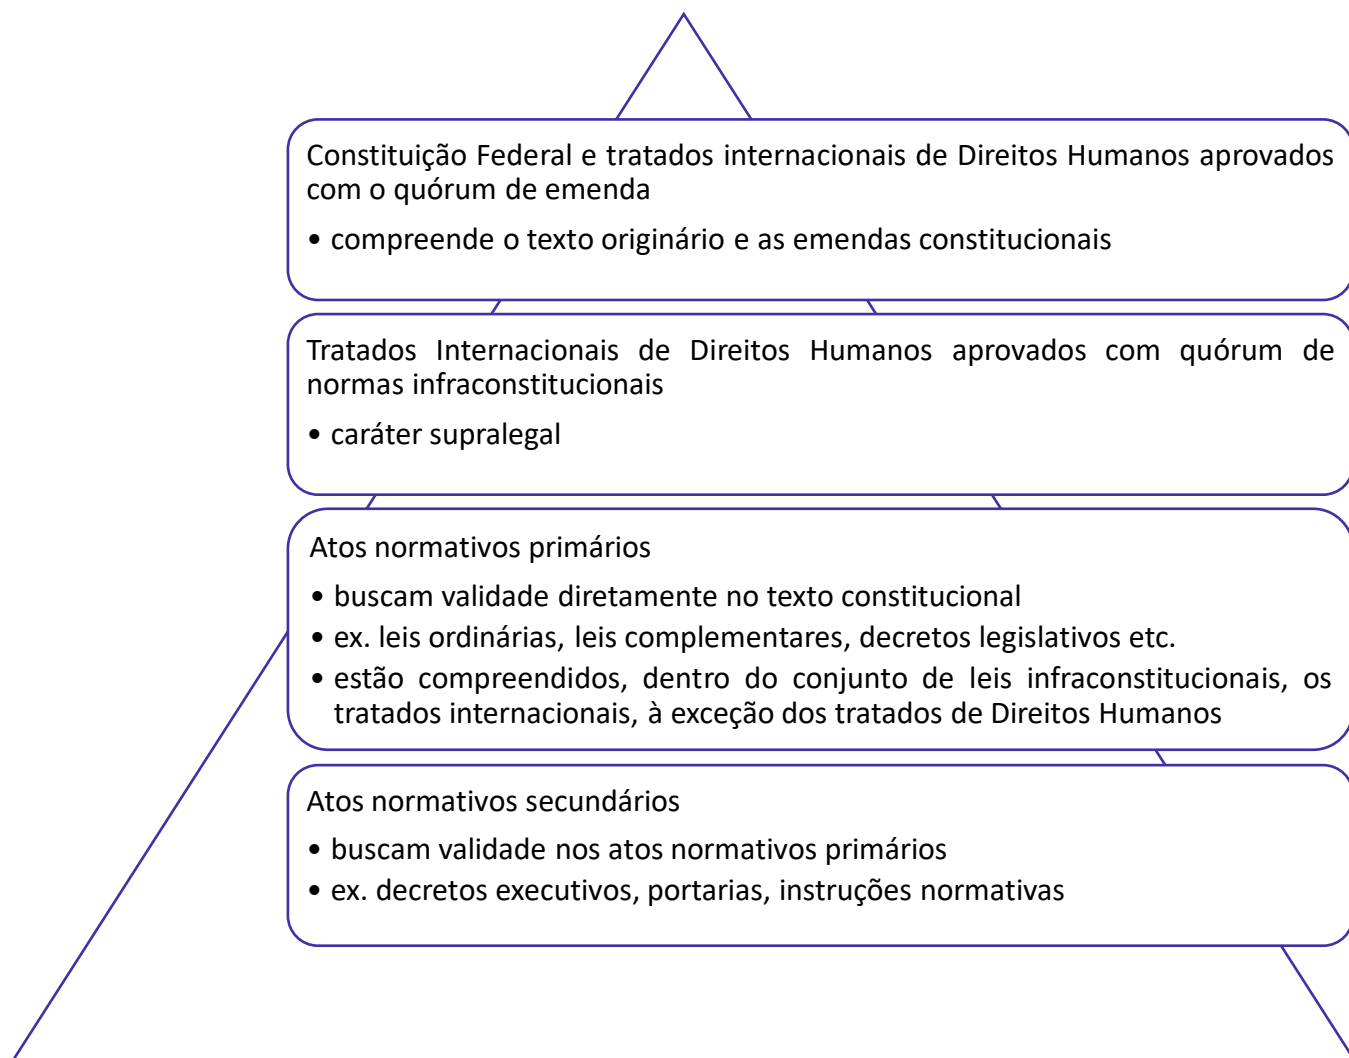 Constituição Federal e tratados internacionais de Direitos Humanos aprovados
com o quórum de emenda
• compreende o texto originário e as emendas constitucionais
Tratados Internacionais de Direitos Humanos aprovados com quórum de
normas infraconstitucionais
• caráter supralegal
Atos normativos primários
• buscam validade diretamente no texto constitucional
• ex. leis ordinárias, leis complementares, decretos legislativos etc.
• estão compreendidos, dentro do conjunto de leis infraconstitucionais, os
tratados internacionais, à exceção dos tratados de Direitos Humanos
Atos normativos secundários
• buscam validade nos atos normativos primários
• ex. decretos executivos, portarias, instruções normativas